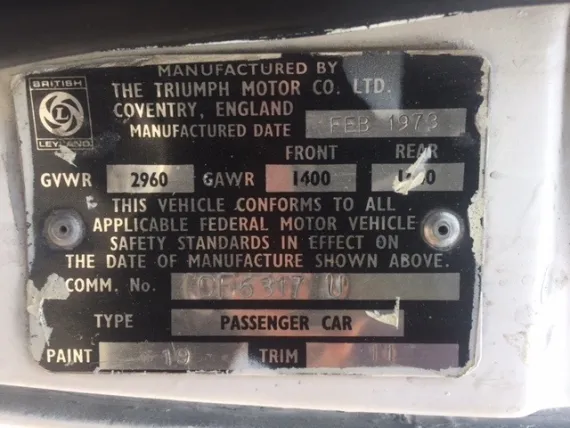 BRITISH
L
LEYLAND
MANUFACTURED BY
THE TRIUMPH MOTOR CO. LTD.
COVENTRY, ENGLAND
MANUFACTURED DATE FEB 1973
FRONT REAR
GVWR 2960 GAWR 1400
THIS VEHICLE CONFORMS TO ALL
APPLICABLE FEDERAL MOTOR VEHICLE
SAFETY STANDARDS IN EFFECT ON
THE DATE OF MANUFACTURE SHOWN ABOVE.
COMM. No.
TYPE PASSENGER CAR
PAINT 19 TRIM 11